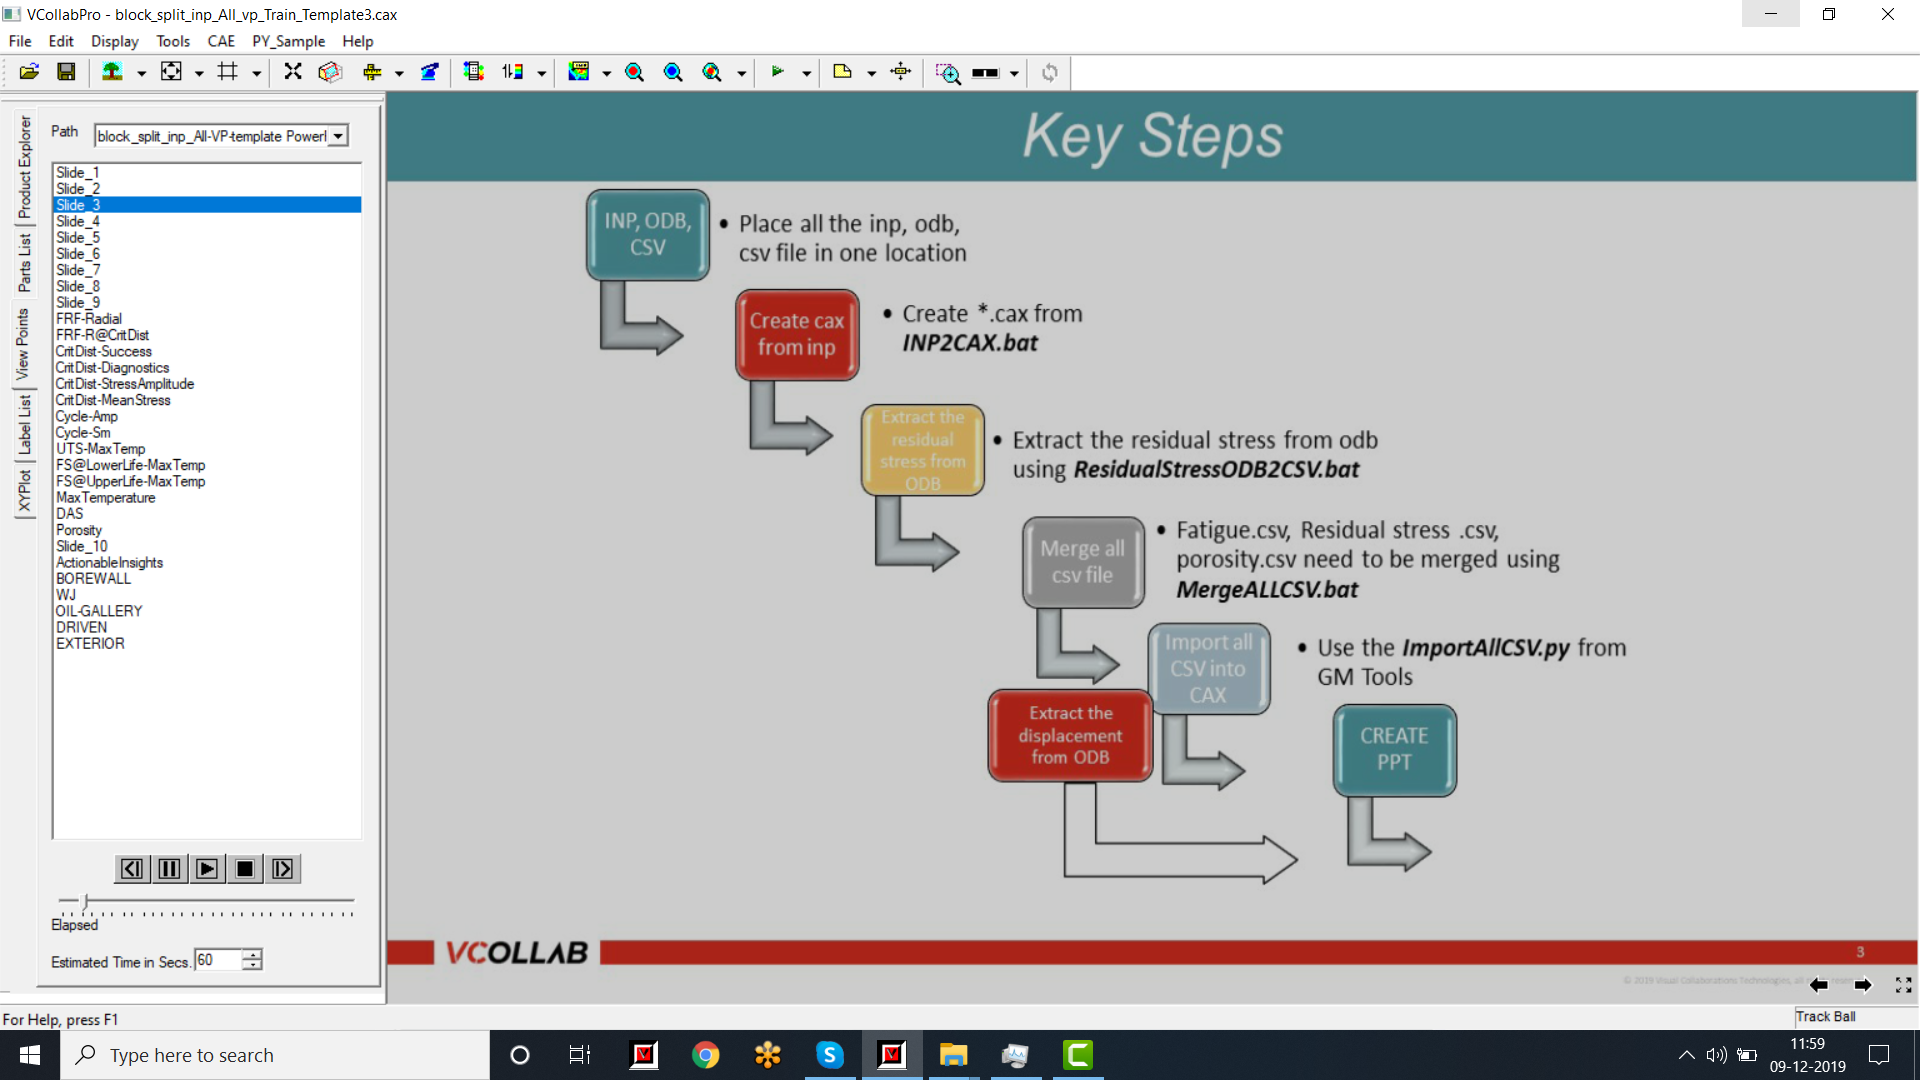 VCollabPro - block_split_inp_All_vp_Train_Template3.cax
File Edit Display Tools CAE PY_Sample Help
Product Explorer
Parts List
View Points
Label List
XYPlot
Path block_split_inp_All-VP-template Powerl
Slide_1
Slide_2
Slide_3
Slide_4
Slide_5
Slide_6
Slide_7
Slide_8
Slide_9
FRF-Radial
FRF-R@CritDist
CritDist-Success
CritDist-Diagnostics
CritDist-StressAmplitude
CritDist-MeanStress
Cycle-Amp
Cycle-Sm
UTS-MaxTemp
FS@LowerLife-MaxTemp
FS@UpperLife-MaxTemp
MaxTemperature
DAS
Porosity
Slide_10
ActionableInsights
BOREWALL
WJ
OIL-GALLERY
DRIVEN
EXTERIOR
Elapsed
Estimated Time in Secs. 60
Key Steps
INP, ODB,
CSV
• Place all the inp, odb,
csv file in one location
Create cax
from inp
• Create *.cax from
INP2CAX.bat
Extract the
residual
stress from
ODB
• Extract the residual stress from odb
using ResidualStressODB2CSV.bat
Merge all
csv file
• Fatigue.csv, Residual stress .csv,
porosity.csv need to be merged using
MergeALLCSV.bat
Import all
CSV into
CAX
• Use the ImportAllCSV.py from
GM Tools
Extract the
displacement
from ODB
CREATE
PPT
VCOLLAB
3
© 2019 Visual Collaborations Technologies, all
For Help, press F1
Track Ball
Type here to search
11:59
09-12-2019